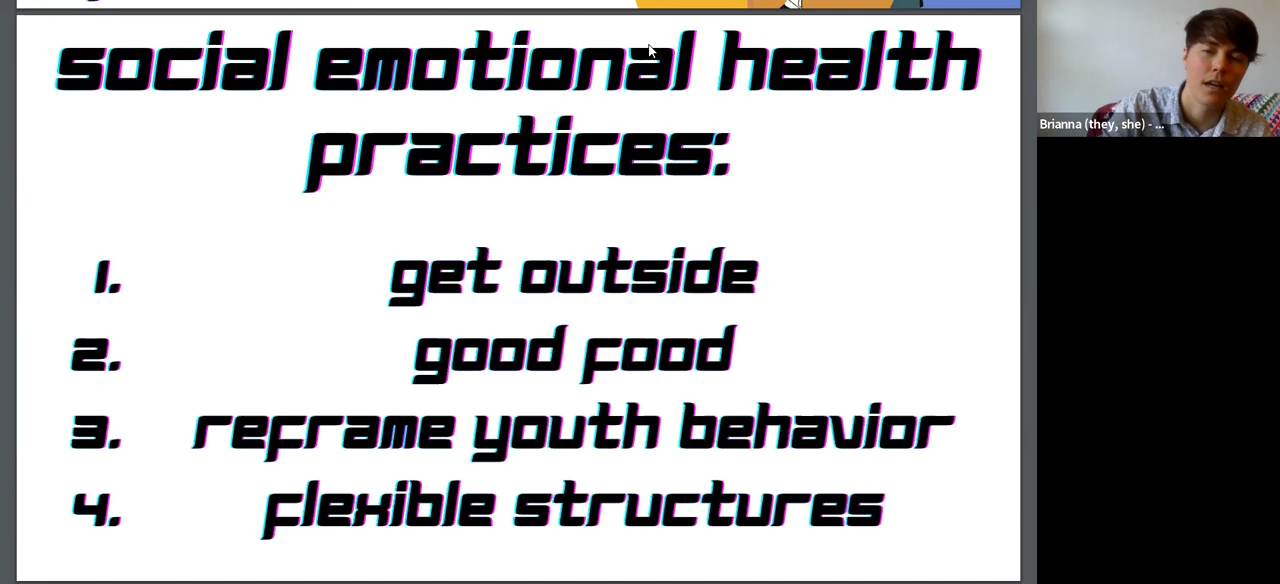 social emotional health
practices:
1. get outside
2. good food
3. reframe youth behavior
4. flexible structures
Brianna (they, she) - ...